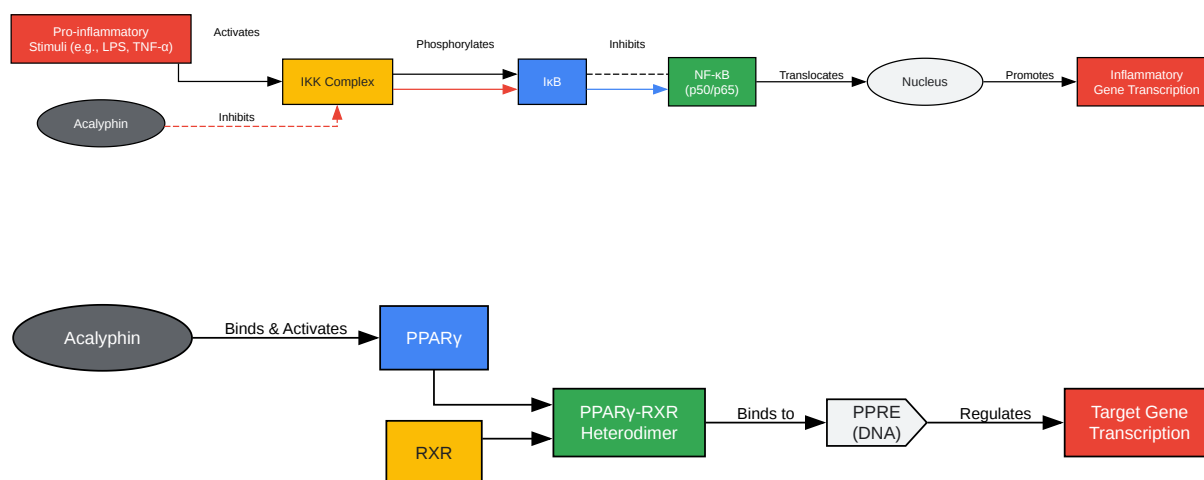 Pro-inflammatory
Stimuli (e.g., LPS, TNF-α)
Activates
Phosphorylates
Inhibits
IKK Complex
IκB
NF-κB
(p50/p65)
Translocates
Nucleus
Promotes
Inflammatory
Gene Transcription
Acalyphin
Inhibits
Acalyphin
Binds & Activates
PPARγ
RXR
PPARγ-RXR
Heterodimer
Binds to
PPRE
(DNA)
Regulates
Target Gene
Transcription